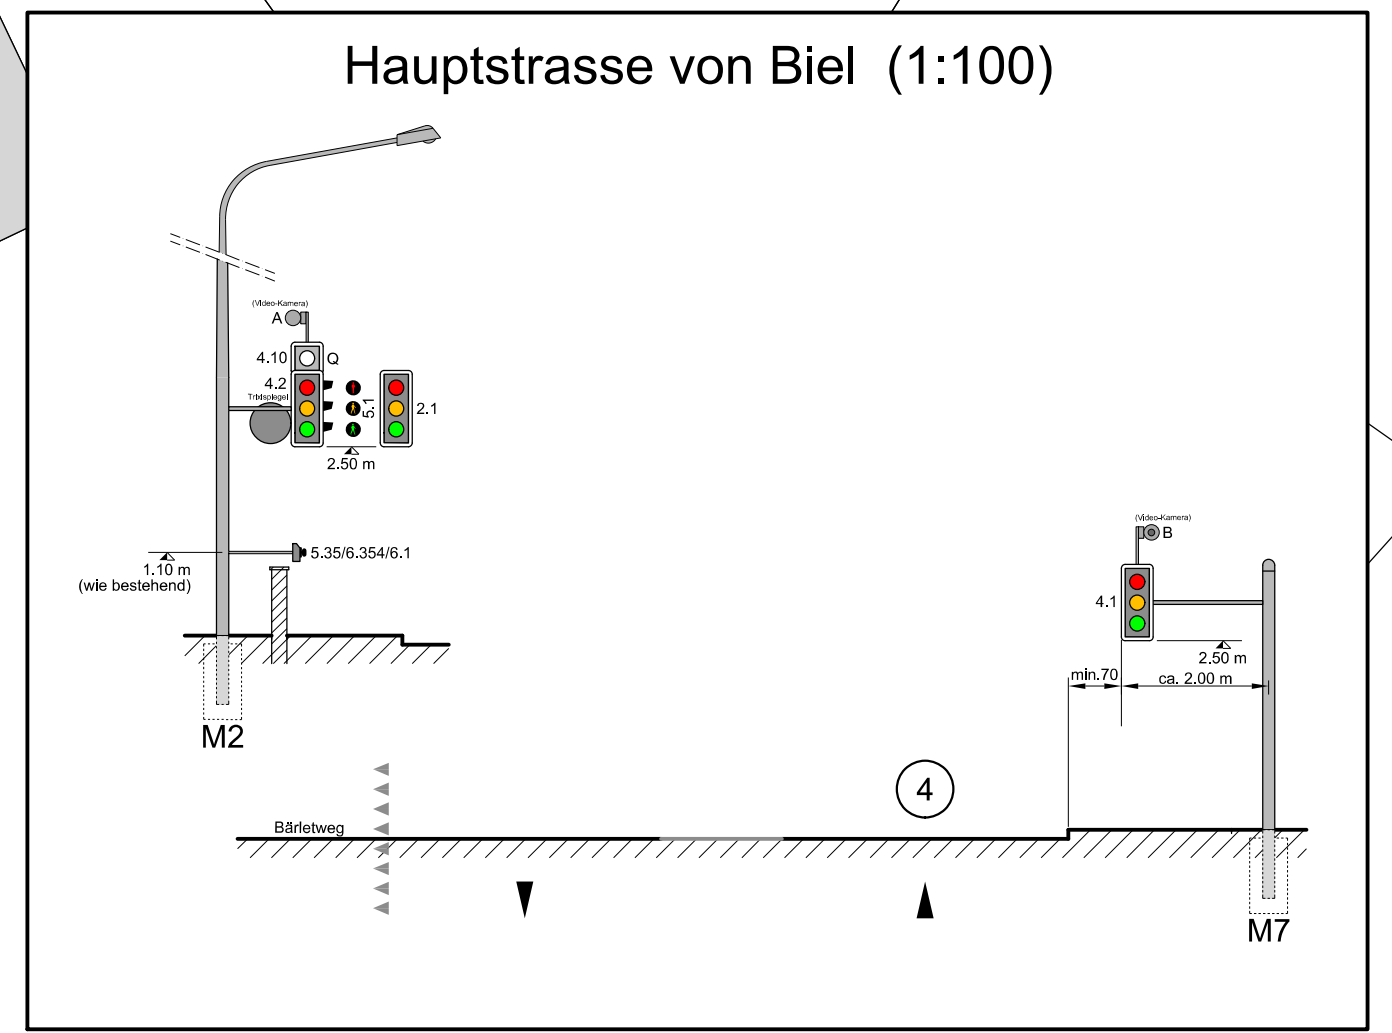 Hauptstrasse von Biel (1:100)
(Video-Kamera)
A
4.10
Q
4.2
Trixispiegel
5.1
2.1
2.50 m
5.35/6.354/6.1
1.10 m
(wie bestehend)
M2
(Video-Kamera)
B
4.1
2.50 m
min.70
ca. 2.00 m
4
Bärletweg
M7